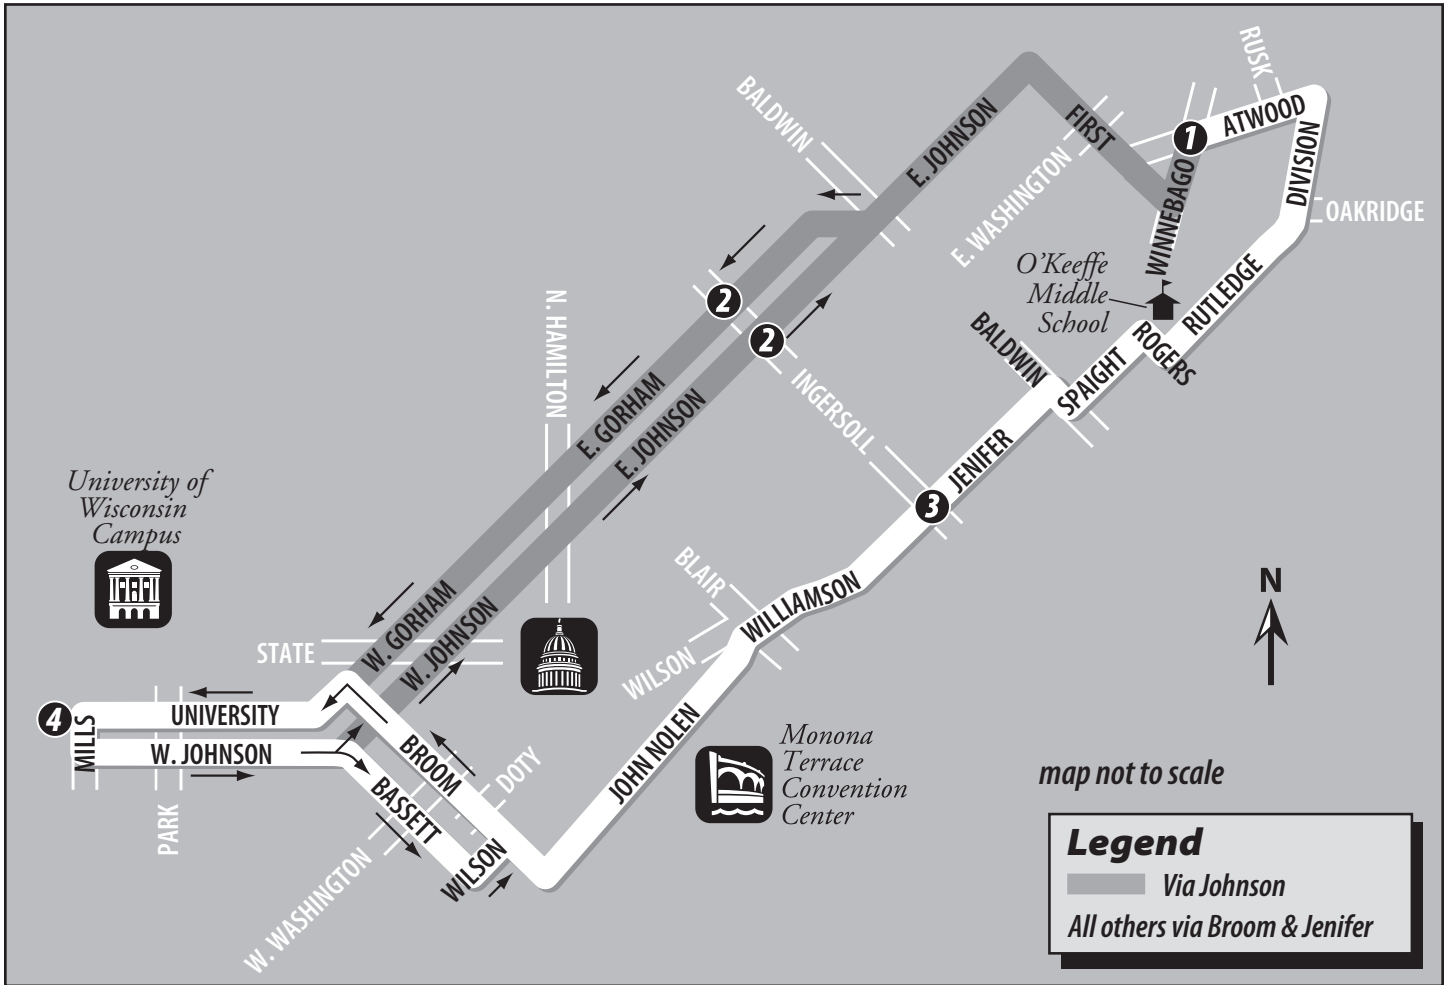 RUSK
BALDWIN
ATWOOD
FIRST
1
E. JOHNSON
DIVISION
E. WASHINGTON
WINNEBAGO
OAKRIDGE
O'Keeffe
Middle
School
2
2
RUTLEDGE
ROGERS
BALDWIN
SPAIGHT
N. HAMILTON
INGERSOLL
E. GORHAM
E. JOHNSON
JENIFER
3
University of
Wisconsin
Campus
BLAIR
WILLIAMSON
W. GORHAM
W. JOHNSON
STATE
WILSON
N
4
UNIVERSITY
MILLS
W. JOHNSON
BROOM
JOHN NOLEN
DOTY
Monona
Terrace
Convention
Center
PARK
BASSETT
WILSON
W. WASHINGTON
map not to scale
Legend
Via Johnson
All others via Broom & Jenifer